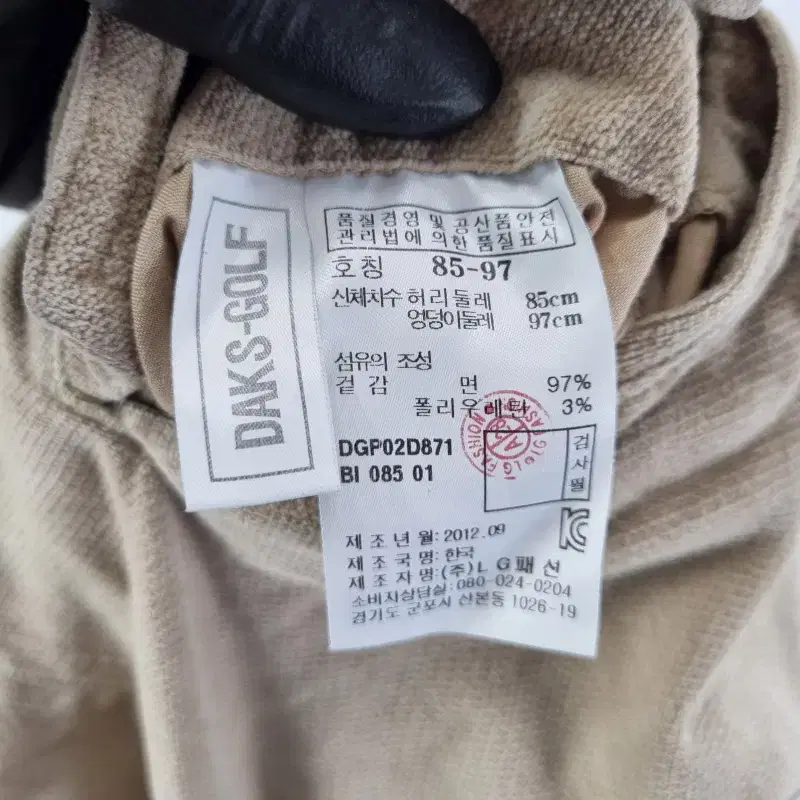 DAKS-GOLF
품질경영 및 공산품안전
관리법에 의한 품질표시
호칭 85-97
신체차수 허리둘레 85cm
엉덩이둘레 97cm
섬유의 조성
겉감 면 97%
폴리우레탄 3%
DGP02D871
BI 085 01
검사필
제조년월: 2012.09
제조국명: 한국
제조자명: (주)LG패션
소비자상담실: 080-024-0204
경기도 군포시 산본동 1026-19